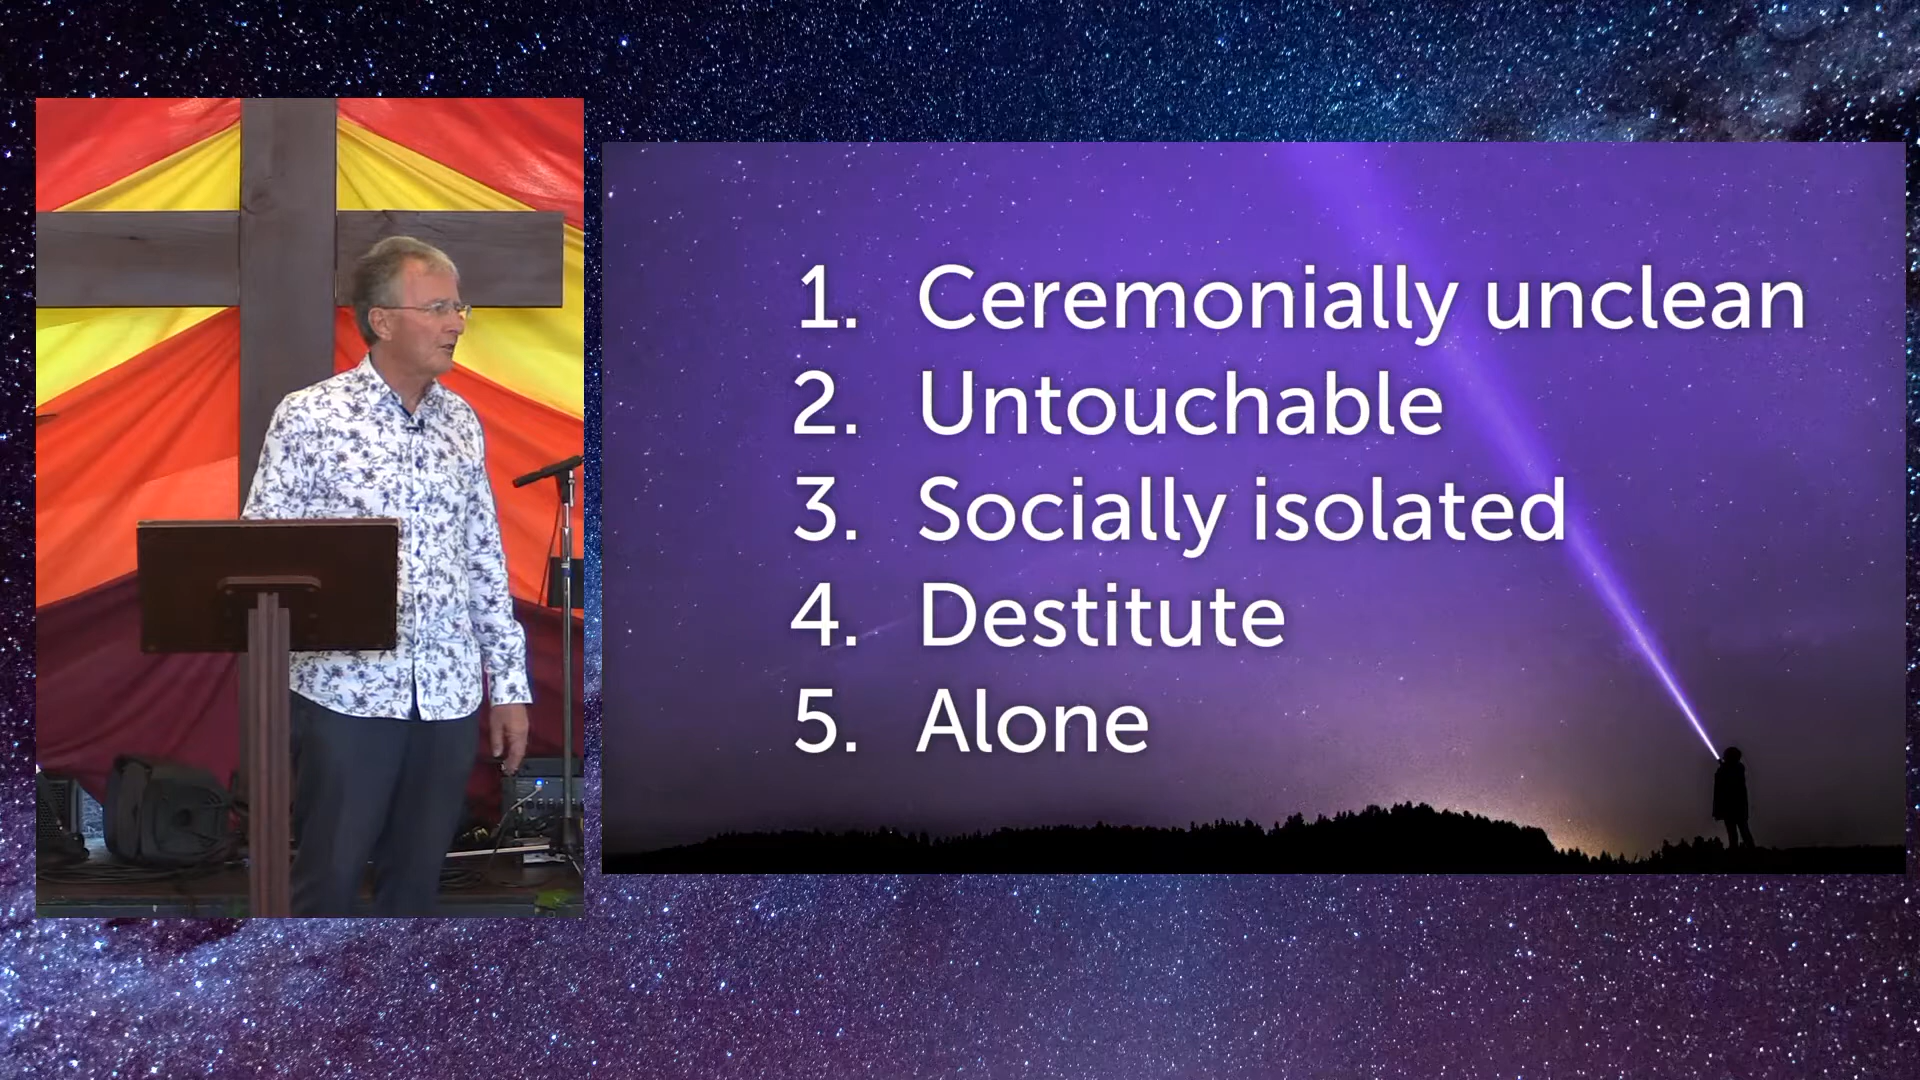 1. Ceremonially unclean
2. Untouchable
3. Socially isolated
4. Destitute
5. Alone